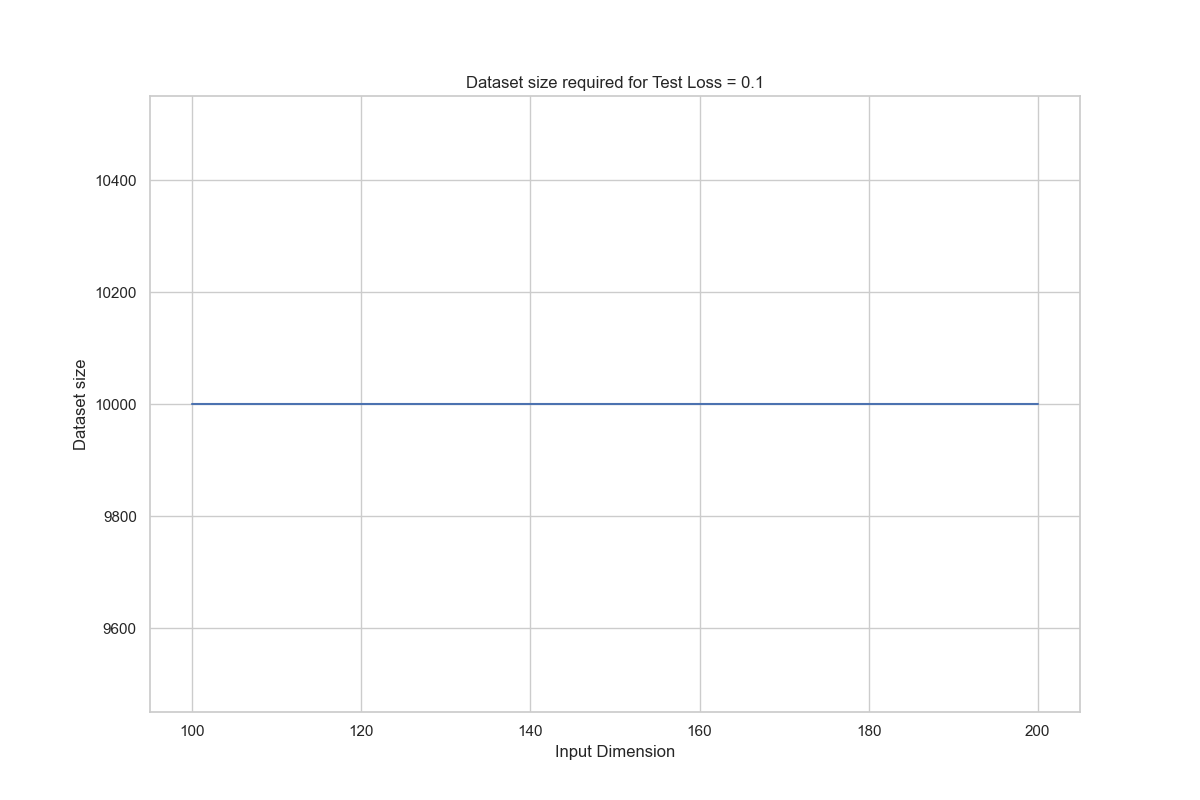 Dataset size required for Test Loss = 0.1
10400
10200
10000
9800
9600
Dataset size
100 120 140 160 180 200
Input Dimension